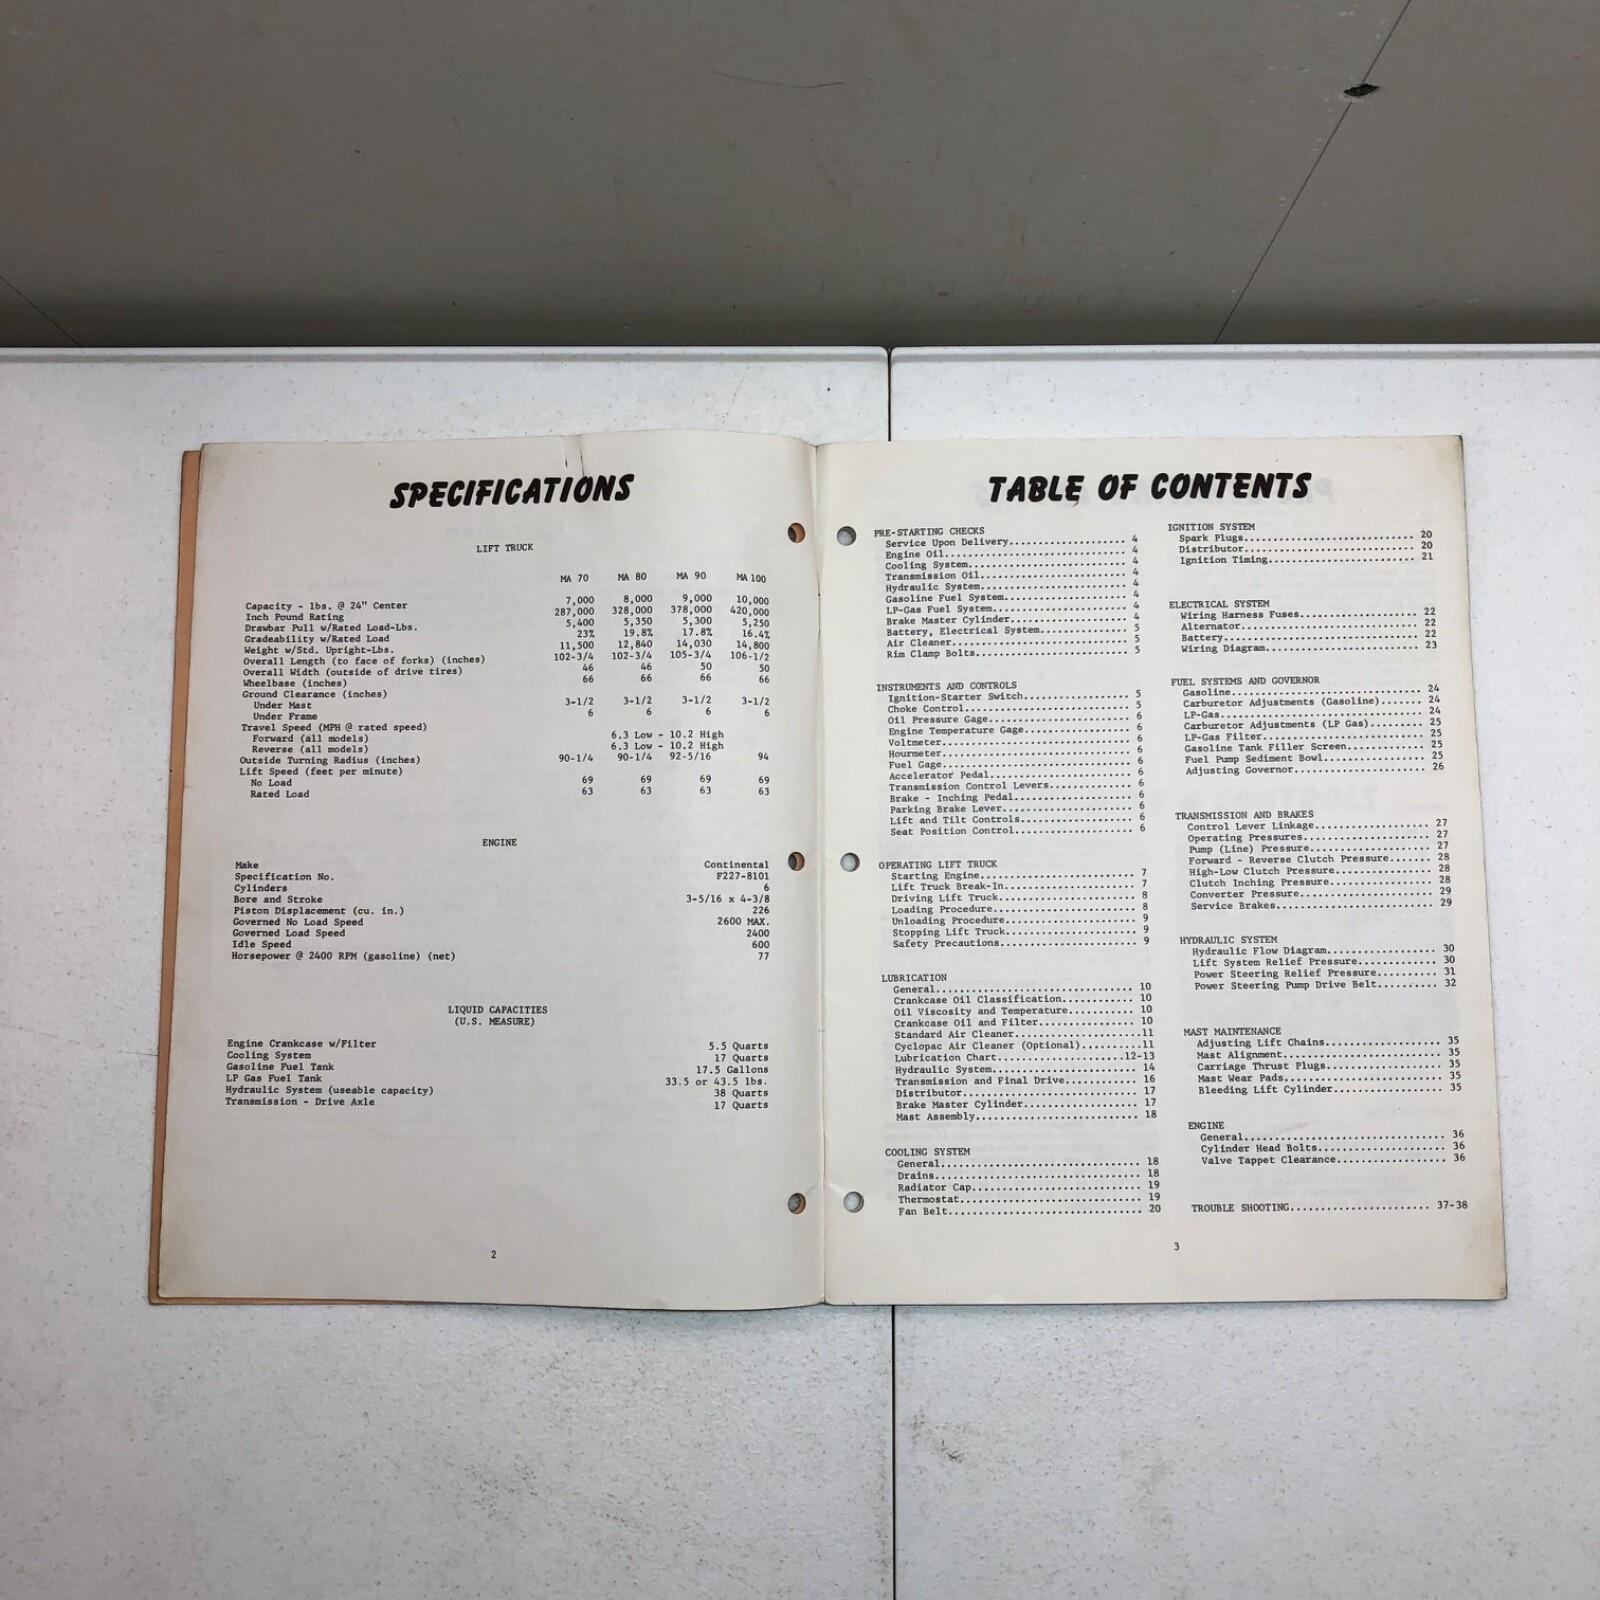 SPECIFICATIONS
LIFT TRUCK
MA 70 MA 80 MA 90 MA 100
Capacity - lbs. @ 24" Center 7,000 8,000 9,000 10,000
Inch Pound Rating 287,000 328,000 378,000 420,000
Drawbar Pull w/Rated Load-Lbs. 5,400 5,350 5,300 5,250
Gradeability w/Rated Load 23% 19.8% 17.8% 16.4%
Weight w/Std. Upright-Lbs. 11,500 12,840 14,030 14,800
Overall Length (to face of forks) (inches) 102-3/4 102-3/4 105-3/4 106-1/2
Overall Width (outside of drive tires) 46 46 50 50
Wheelbase (inches) 66 66 66 66
Ground Clearance (inches)
Under Mast 3-1/2 3-1/2 3-1/2 3-1/2
Under Frame 6 6 6 6
Travel Speed (MPH @ rated speed)
Forward (all models) 6.3 Low - 10.2 High
Reverse (all models) 6.3 Low - 10.2 High
Outside Turning Radius (inches) 90-1/4 90-1/4 92-5/16 94
Lift Speed (feet per minute)
No Load 69 69 69 69
Rated Load 63 63 63 63
ENGINE
Make Continental
Specification No. F227-8101
Cylinders 6
Bore and Stroke 3-5/16 x 4-3/8
Piston Displacement (cu. in.) 226
Governed No Load Speed 2600 MAX.
Governed Load Speed 2400
Idle Speed 600
Horsepower @ 2400 RPM (gasoline) (net) 77
LIQUID CAPACITIES
(U.S. MEASURE)
Engine Crankcase w/Filter 5.5 Quarts
Cooling System 17 Quarts
Gasoline Fuel Tank 17.5 Gallons
LP Gas Fuel Tank 33.5 or 43.5 lbs.
Hydraulic System (useable capacity) 38 Quarts
Transmission - Drive Axle 17 Quarts
2
TABLE OF CONTENTS
PRE-STARTING CHECKS
Service Upon Delivery.................... 4
Engine Oil............................... 4
Cooling System........................... 4
Transmission Oil......................... 4
Hydraulic System......................... 4
Gasoline Fuel System..................... 4
LP-Gas Fuel System....................... 4
Brake Master Cylinder.................... 4
Battery, Electrical System............... 5
Air Cleaner.............................. 5
Rim Clamp Bolts.......................... 5
INSTRUMENTS AND CONTROLS
Ignition-Starter Switch.................. 5
Choke Control............................ 5
Oil Pressure Gage........................ 6
Engine Temperature Gage.................. 6
Voltmeter................................ 6
Hourmeter................................ 6
Fuel Gage................................ 6
Accelerator Pedal........................ 6
Transmission Control Levers.............. 6
Brake - Inching Pedal.................... 6
Parking Brake Lever...................... 6
Lift and Tilt Controls................... 6
Seat Position Control.................... 6
OPERATING LIFT TRUCK
Starting Engine.......................... 7
Lift Truck Break-In...................... 7
Driving Lift Truck....................... 8
Loading Procedure........................ 8
Unloading Procedure...................... 9
Stopping Lift Truck...................... 9
Safety Precautions....................... 9
LUBRICATION
General................................. 10
Crankcase Oil Classification............ 10
Oil Viscosity and Temperature........... 10
Crankcase Oil and Filter................ 10
Standard Air Cleaner.....................11
Cyclopac Air Cleaner (Optional)..........11
Lubrication Chart.....................12-13
Hydraulic System........................ 14
Transmission and Final Drive............ 16
Distributor............................. 17
Brake Master Cylinder................... 17
Mast Assembly........................... 18
COOLING SYSTEM
General................................. 18
Drains.................................. 18
Radiator Cap............................ 19
Thermostat.............................. 19
Fan Belt................................ 20
IGNITION SYSTEM
Spark Plugs............................. 20
Distributor............................. 20
Ignition Timing......................... 21
ELECTRICAL SYSTEM
Wiring Harness Fuses.................... 22
Alternator.............................. 22
Battery................................. 22
Wiring Diagram.......................... 23
FUEL SYSTEMS AND GOVERNOR
Gasoline................................ 24
Carburetor Adjustments (Gasoline)....... 24
LP-Gas.................................. 24
Carburetor Adjustments (LP Gas)......... 25
LP-Gas Filter........................... 25
Gasoline Tank Filler Screen............. 25
Fuel Pump Sediment Bowl................. 25
Adjusting Governor...................... 26
TRANSMISSION AND BRAKES
Control Lever Linkage................... 27
Operating Pressures..................... 27
Pump (Line) Pressure.................... 27
Forward - Reverse Clutch Pressure....... 28
High-Low Clutch Pressure................ 28
Clutch Inching Pressure................. 28
Converter Pressure...................... 29
Service Brakes.......................... 29
HYDRAULIC SYSTEM
Hydraulic Flow Diagram.................. 30
Lift System Relief Pressure............. 30
Power Steering Relief Pressure.......... 31
Power Steering Pump Drive Belt.......... 32
MAST MAINTENANCE
Adjusting Lift Chains................... 35
Mast Alignment.......................... 35
Carriage Thrust Plugs................... 35
Mast Wear Pads.......................... 35
Bleeding Lift Cylinder.................. 35
ENGINE
General................................. 36
Cylinder Head Bolts..................... 36
Valve Tappet Clearance.................. 36
TROUBLE SHOOTING........................ 37-38
3